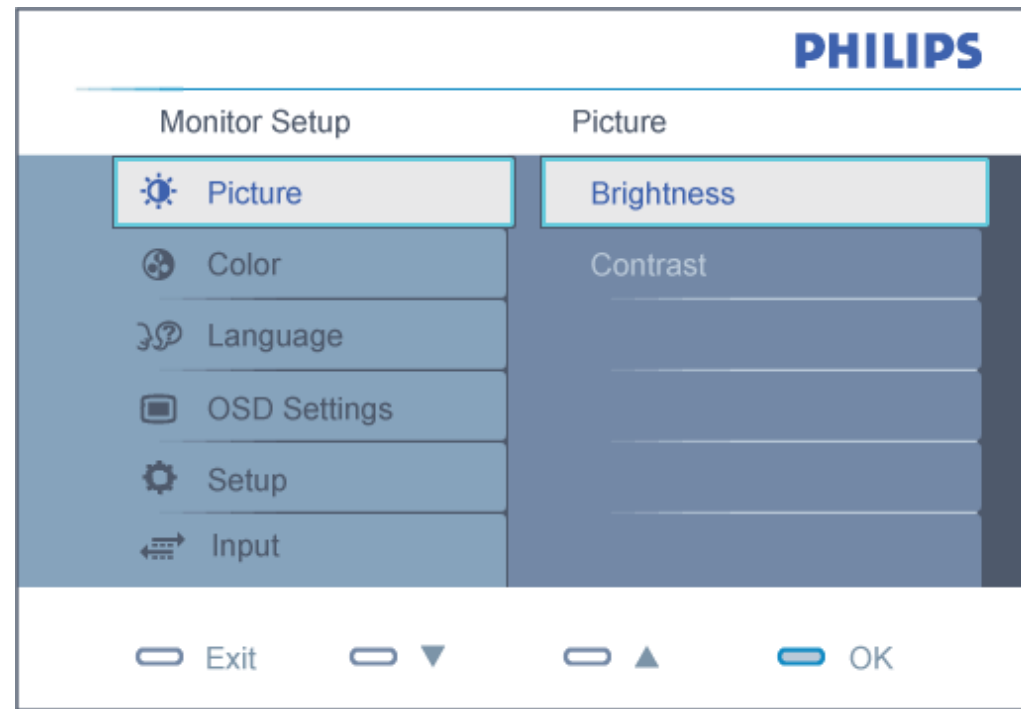 PHILIPS
Monitor Setup
Picture
Picture
Brightness
Color
Contrast
Language
OSD Settings
Setup
Input
Exit ▼ ▲ OK